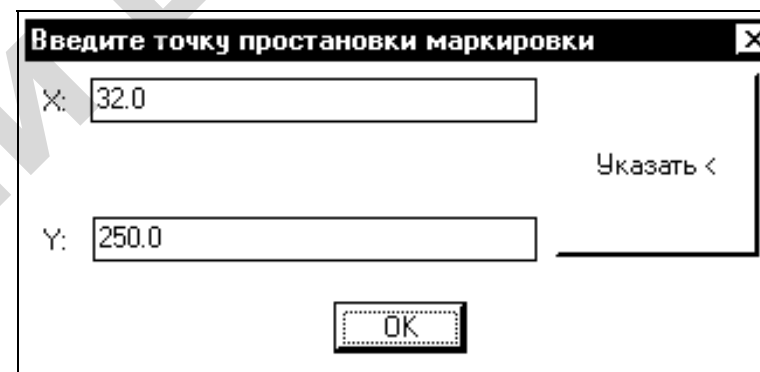 Введите точку простановки маркировки
X: 32.0
Указать <
Y: 250.0
OK